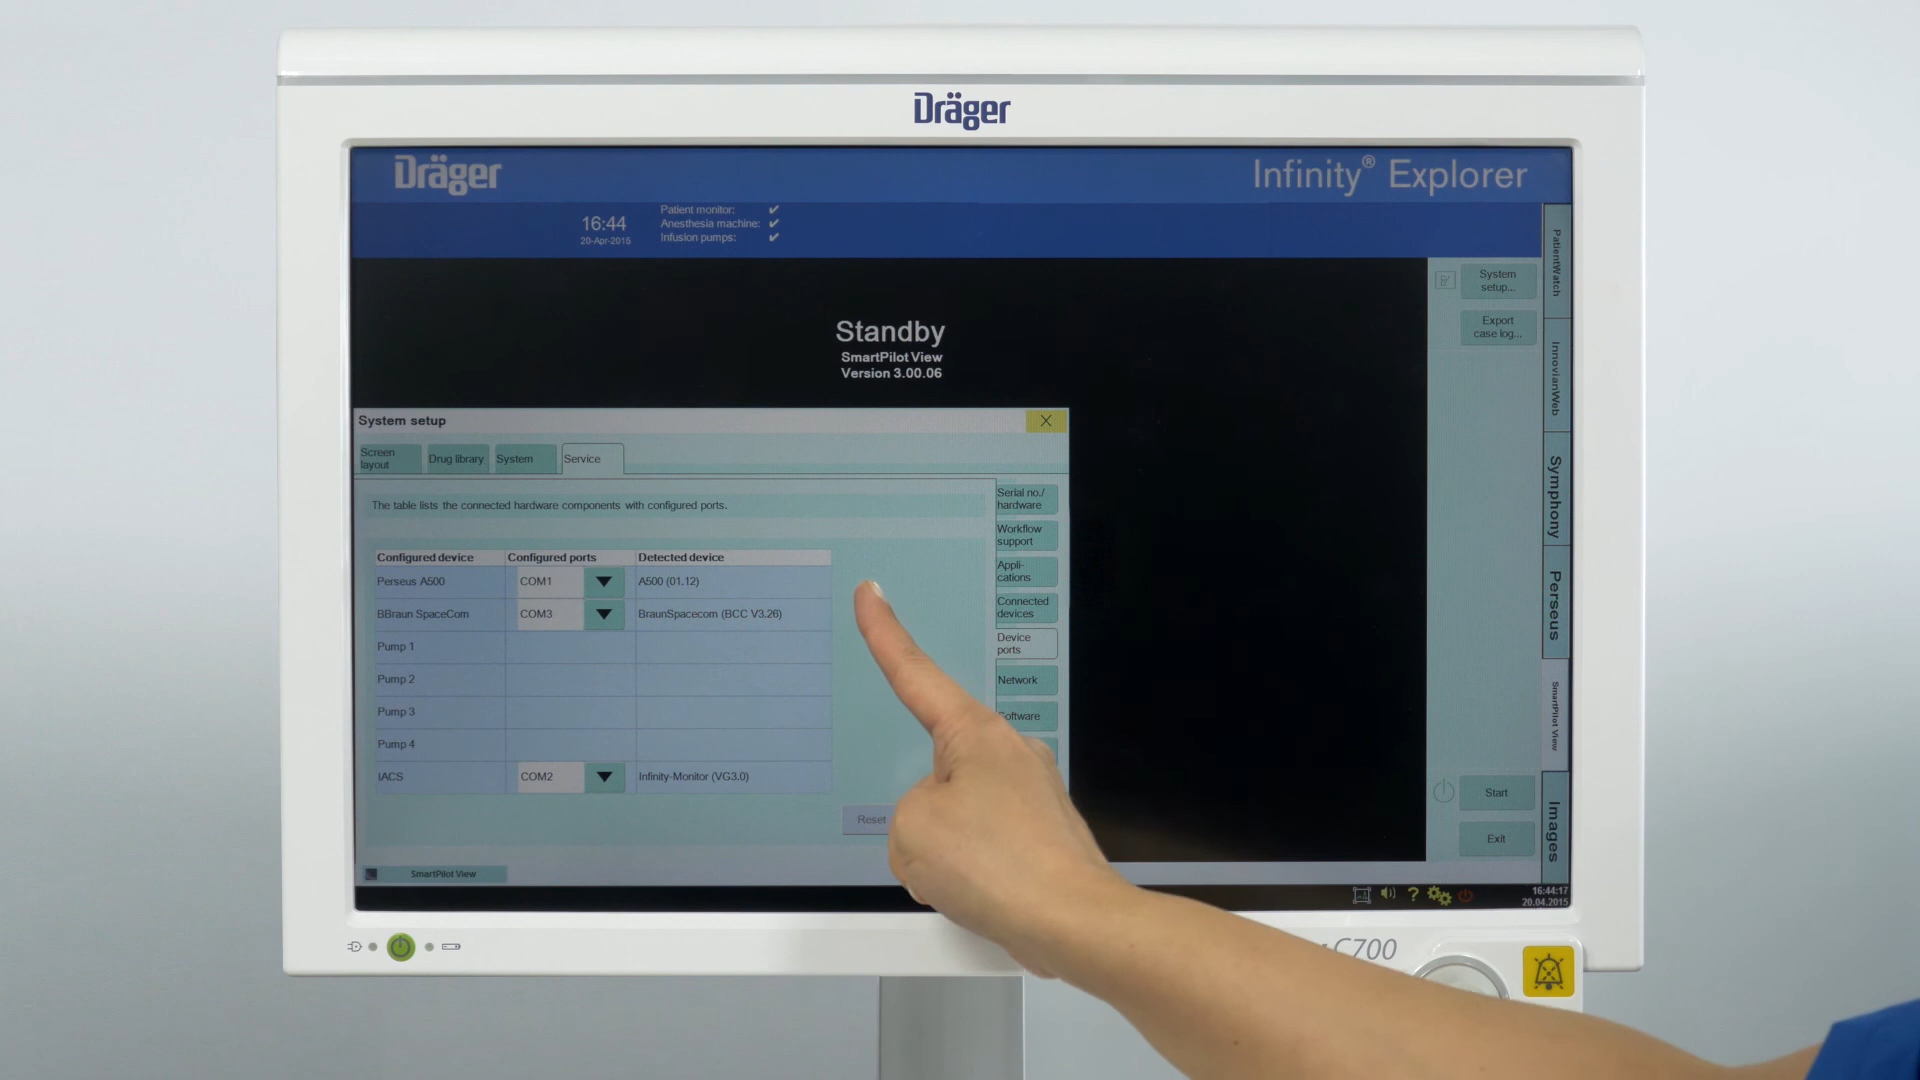 Dräger
Dräger
Infinity® Explorer
16:44
20-Apr-2015
Patient monitor: ✔
Anesthesia machine: ✔
Infusion pumps: ✔
Standby
SmartPilot View
Version 3.00.06
System
setup...
Export
case log...
PatientWatch
InnovianWeb
Symphony
Perseus
SmartPilot View
Images
System setup
Screen
layout
Drug library
System
Service
The table lists the connected hardware components with configured ports.
Configured device Configured ports Detected device
Perseus A500 COM1 A500 (01.12)
BBraun SpaceCom COM3 BraunSpacecom (BCC V3.26)
Pump 1
Pump 2
Pump 3
Pump 4
IACS COM2 Infinity-Monitor (VG3.0)
Serial no./
hardware
Workflow
support
Appli-
cations
Connected
devices
Device
ports
Network
Software
Reset
Start
Exit
SmartPilot View
?
16:44:17
20.04.2015
C700